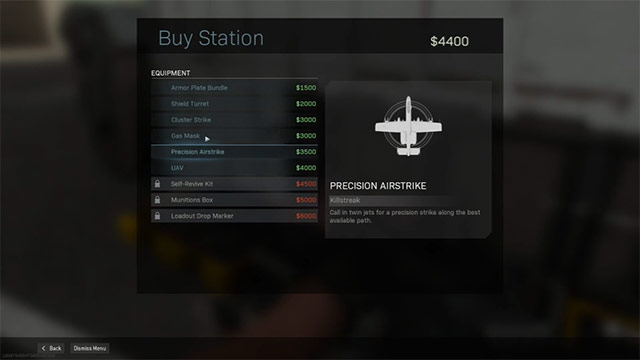 Buy Station
$4400
EQUIPMENT
Armor Plate Bundle $1500
Shield Turret $2000
Cluster Strike $3000
Gas Mask $3000
Precision Airstrike $3500
UAV $4000
Self-Revive Kit $4500
Munitions Box $5000
Loadout Drop Marker $6000
PRECISION AIRSTRIKE
Killstreak
Call in twin jets for a precision strike along the best
available path.
Back Dismiss Menu